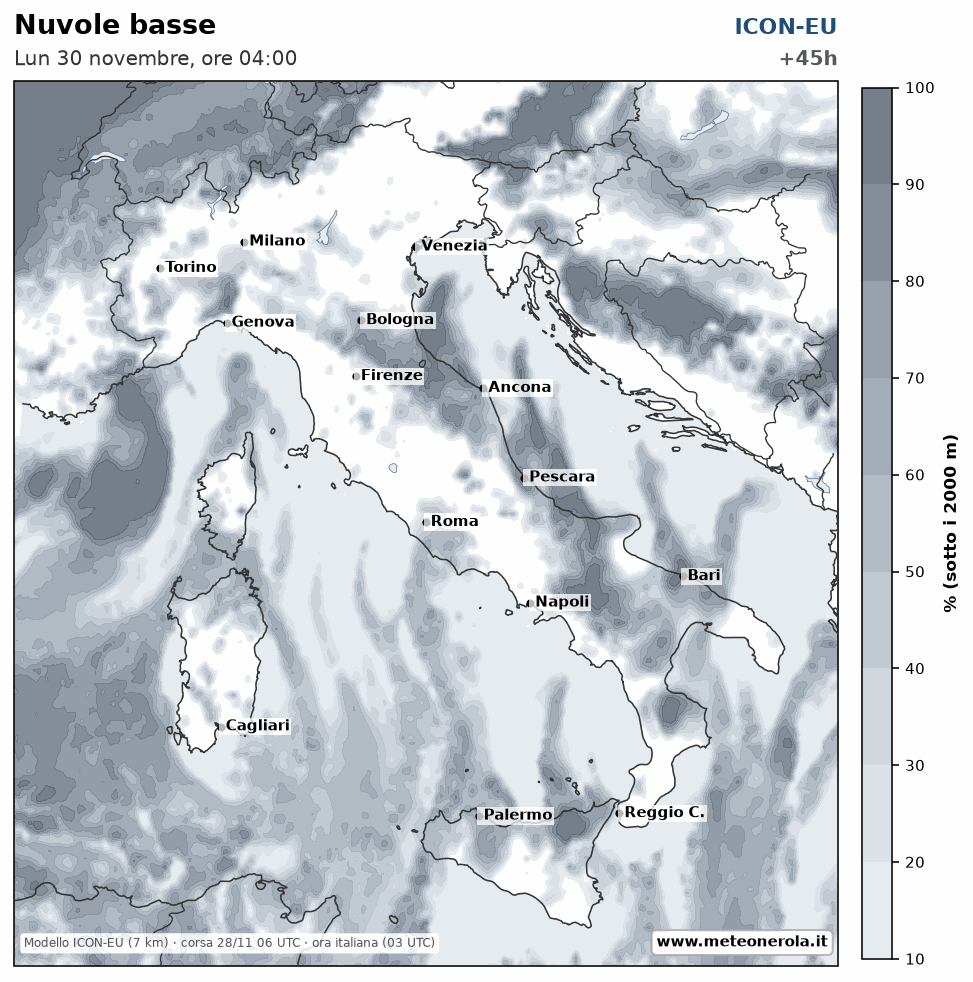 Nuvole basse
ICON-EU
Lun 30 novembre, ore 04:00
+45h
Milano
Venezia
Torino
Genova
Bologna
Firenze
Ancona
Pescara
Roma
Bari
Napoli
Cagliari
Palermo
Reggio C.
100
90
80
70
60
50
40
30
20
10
% (sotto i 2000 m)
Modello ICON-EU (7 km) · corsa 28/11 06 UTC · ora italiana (03 UTC)
www.meteonerola.it